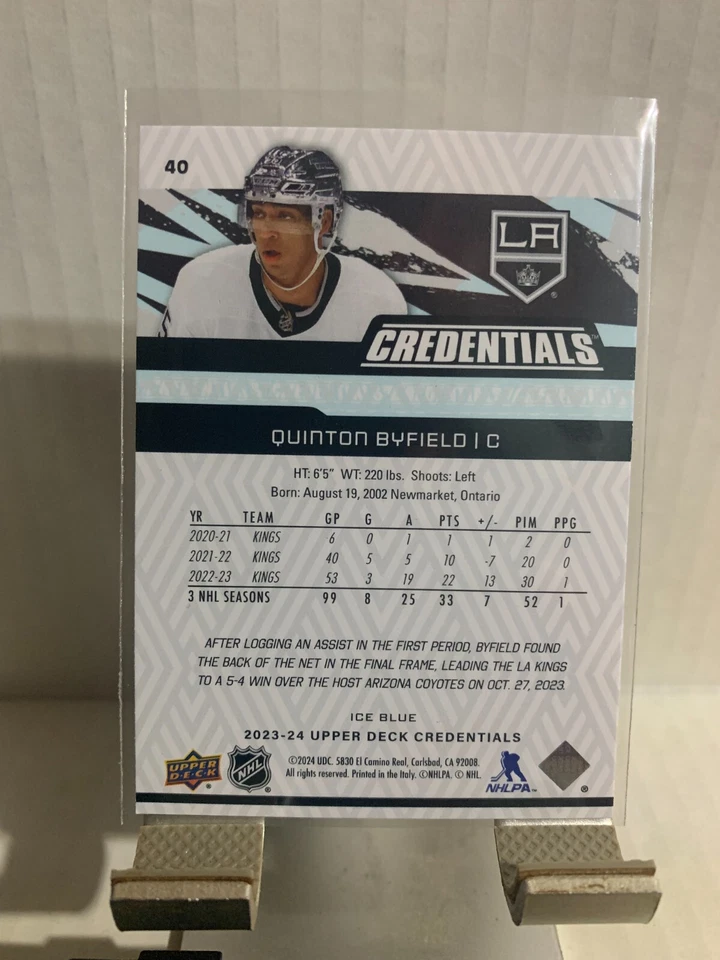 40
LA
CREDENTIALS™
QUINTON BYFIELD | C
HT: 6'5" WT: 220 lbs. Shoots: Left
Born: August 19, 2002 Newmarket, Ontario
YR TEAM GP G A PTS +/- PIM PPG
2020-21 KINGS 6 0 1 1 1 2 0
2021-22 KINGS 40 5 5 10 -7 20 0
2022-23 KINGS 53 3 19 22 13 30 1
3 NHL SEASONS 99 8 25 33 7 52 1
AFTER LOGGING AN ASSIST IN THE FIRST PERIOD, BYFIELD FOUND
THE BACK OF THE NET IN THE FINAL FRAME, LEADING THE LA KINGS
TO A 5-4 WIN OVER THE HOST ARIZONA COYOTES ON OCT. 27, 2023.
ICE BLUE
2023-24 UPPER DECK CREDENTIALS
UPPER DECK ®
NHL ®
©2024 UDC. 5830 El Camino Real, Carlsbad, CA 92008.
All rights reserved. Printed in the Italy. ©NHLPA. © NHL.
NHLPA™
®